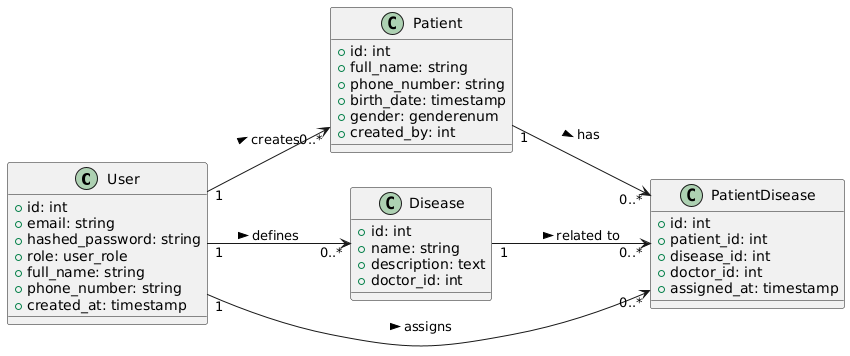 C Patient
id: int
full_name: string
phone_number: string
birth_date: timestamp
gender: genderenum
created_by: int
C User
id: int
email: string
hashed_password: string
role: user_role
full_name: string
phone_number: string
created_at: timestamp
C Disease
id: int
name: string
description: text
doctor_id: int
C PatientDisease
id: int
patient_id: int
disease_id: int
doctor_id: int
assigned_at: timestamp
1
creates
0..*
1
defines
0..*
1
assigns
0..*
1
has
0..*
1
related to
0..*